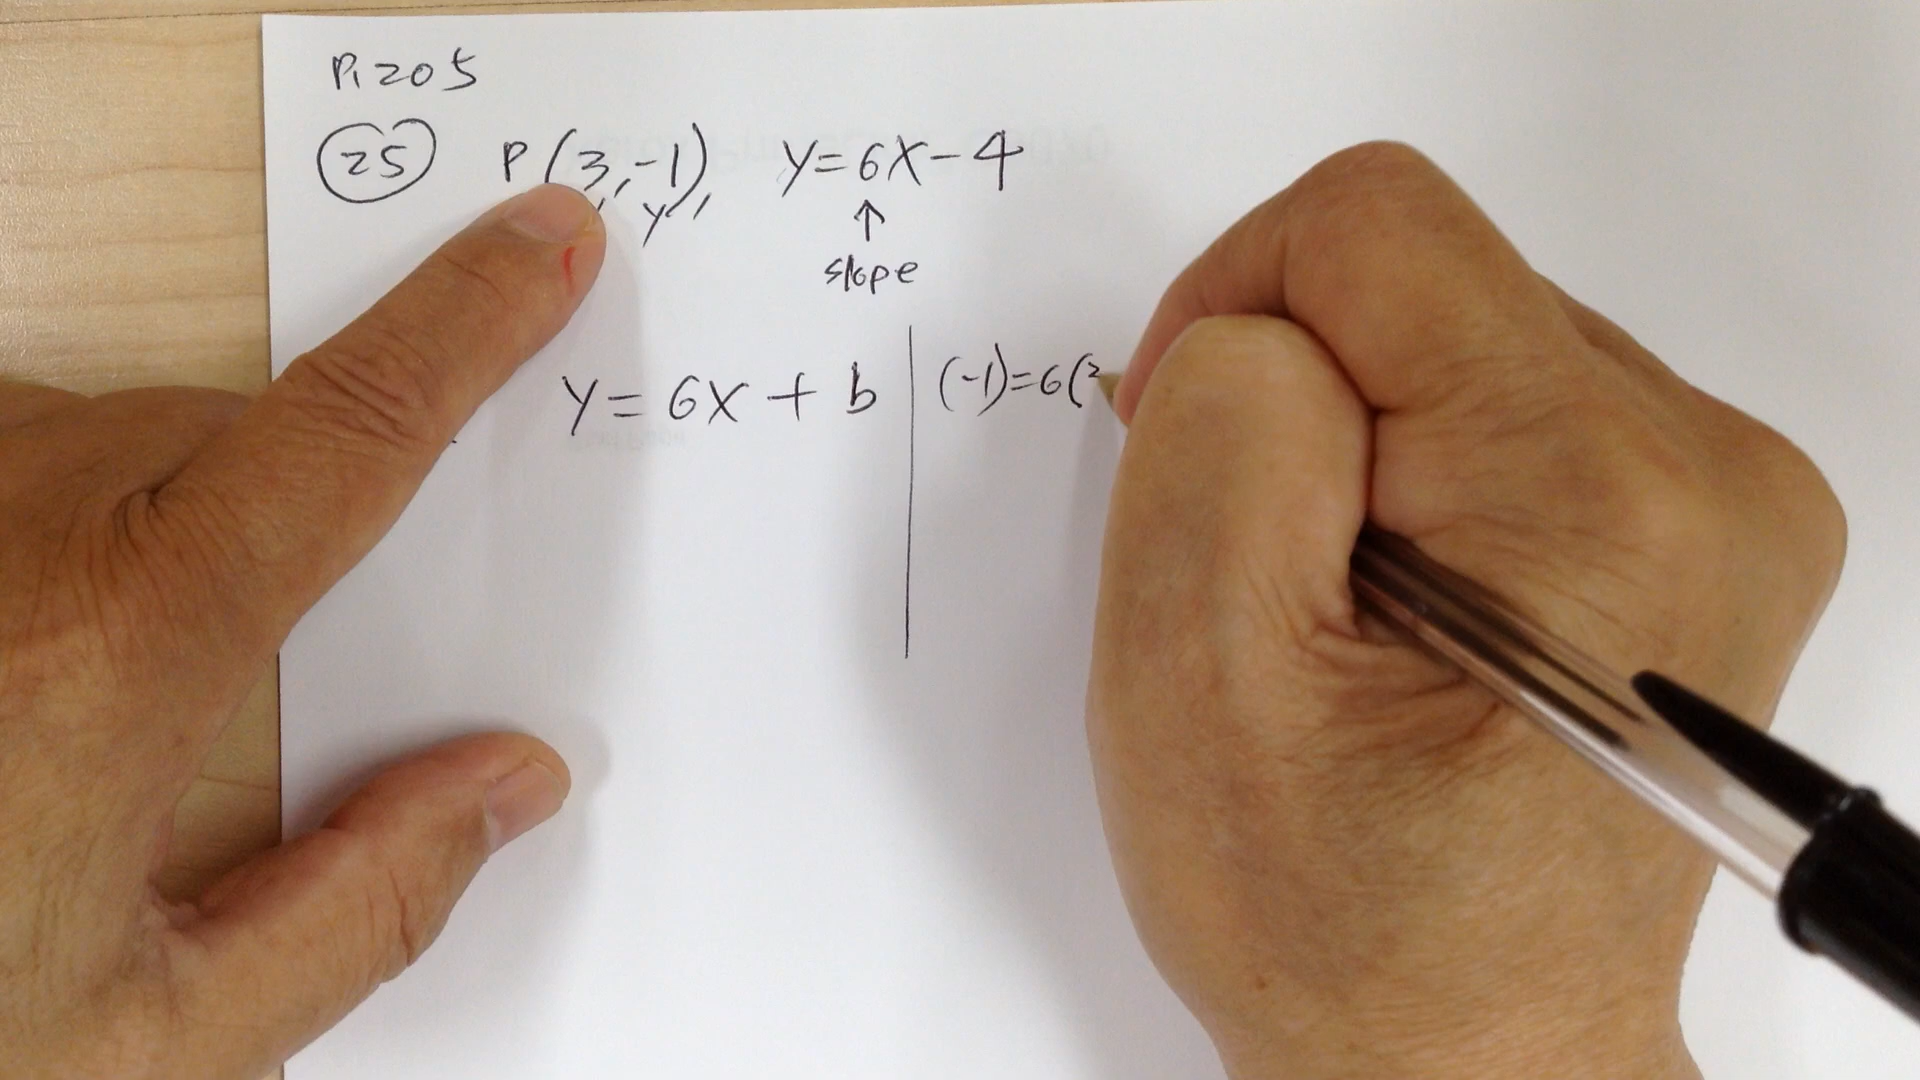 P.205
25 P(3,-1), y=6x-4
y
↑
slope
y=6x+b (-1)=6(